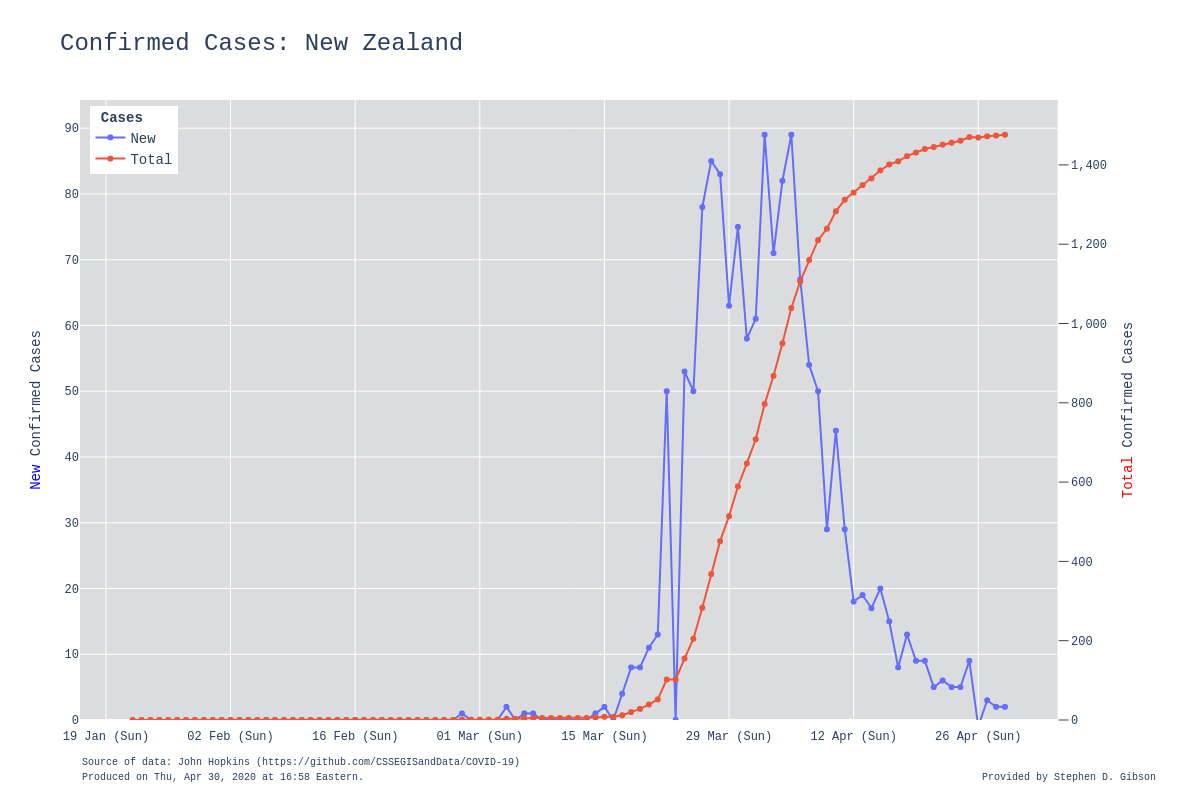 Confirmed Cases: New Zealand
Cases
New
Total
90
80
70
60
50
40
30
20
10
0
New Confirmed Cases
1,400
1,200
1,000
800
600
400
200
0
Total Confirmed Cases
19 Jan (Sun) 02 Feb (Sun) 16 Feb (Sun) 01 Mar (Sun) 15 Mar (Sun) 29 Mar (Sun) 12 Apr (Sun) 26 Apr (Sun)
Source of data: John Hopkins (https://github.com/CSSEGISandData/COVID-19)
Produced on Thu, Apr 30, 2020 at 16:58 Eastern.
Provided by Stephen D. Gibson